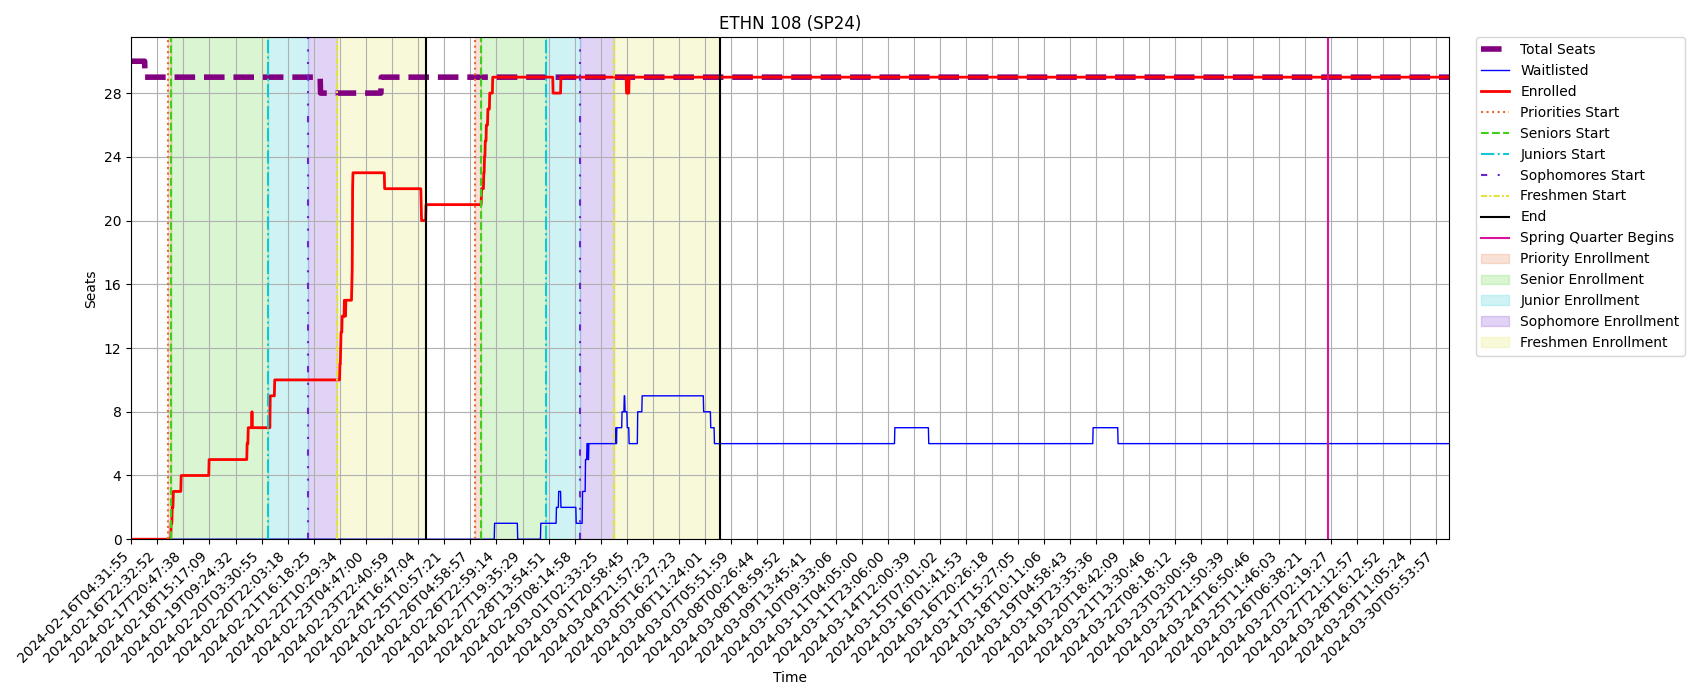 ETHN 108 (SP24)
Seats
28
24
20
16
12
8
4
0
2024-02-16T04:31:55
2024-02-16T22:32:52
2024-02-17T20:47:38
2024-02-18T15:17:09
2024-02-19T09:24:32
2024-02-20T03:30:55
2024-02-20T22:03:18
2024-02-21T16:18:25
2024-02-22T10:29:34
2024-02-23T04:47:00
2024-02-23T22:40:59
2024-02-24T16:47:04
2024-02-25T10:57:21
2024-02-26T04:58:57
2024-02-26T22:59:14
2024-02-27T19:35:29
2024-02-28T13:54:51
2024-02-29T08:14:58
2024-03-01T02:33:25
2024-03-01T20:58:45
2024-03-04T21:57:23
2024-03-05T16:27:23
2024-03-06T11:24:01
2024-03-07T05:51:59
2024-03-08T00:26:44
2024-03-08T18:59:52
2024-03-09T13:45:41
2024-03-10T09:33:06
2024-03-11T04:05:00
2024-03-11T23:06:00
2024-03-14T12:00:39
2024-03-15T07:01:02
2024-03-16T01:41:53
2024-03-16T20:26:18
2024-03-17T15:27:05
2024-03-18T10:11:06
2024-03-19T04:58:43
2024-03-19T23:35:36
2024-03-20T18:42:09
2024-03-21T13:30:46
2024-03-22T08:18:12
2024-03-23T03:00:58
2024-03-23T21:50:39
2024-03-24T16:50:46
2024-03-25T11:46:03
2024-03-26T06:38:21
2024-03-27T02:19:27
2024-03-27T21:12:57
2024-03-28T16:12:52
2024-03-29T11:05:24
2024-03-30T05:53:57
Time
Total Seats
Waitlisted
Enrolled
Priorities Start
Seniors Start
Juniors Start
Sophomores Start
Freshmen Start
End
Spring Quarter Begins
Priority Enrollment
Senior Enrollment
Junior Enrollment
Sophomore Enrollment
Freshmen Enrollment